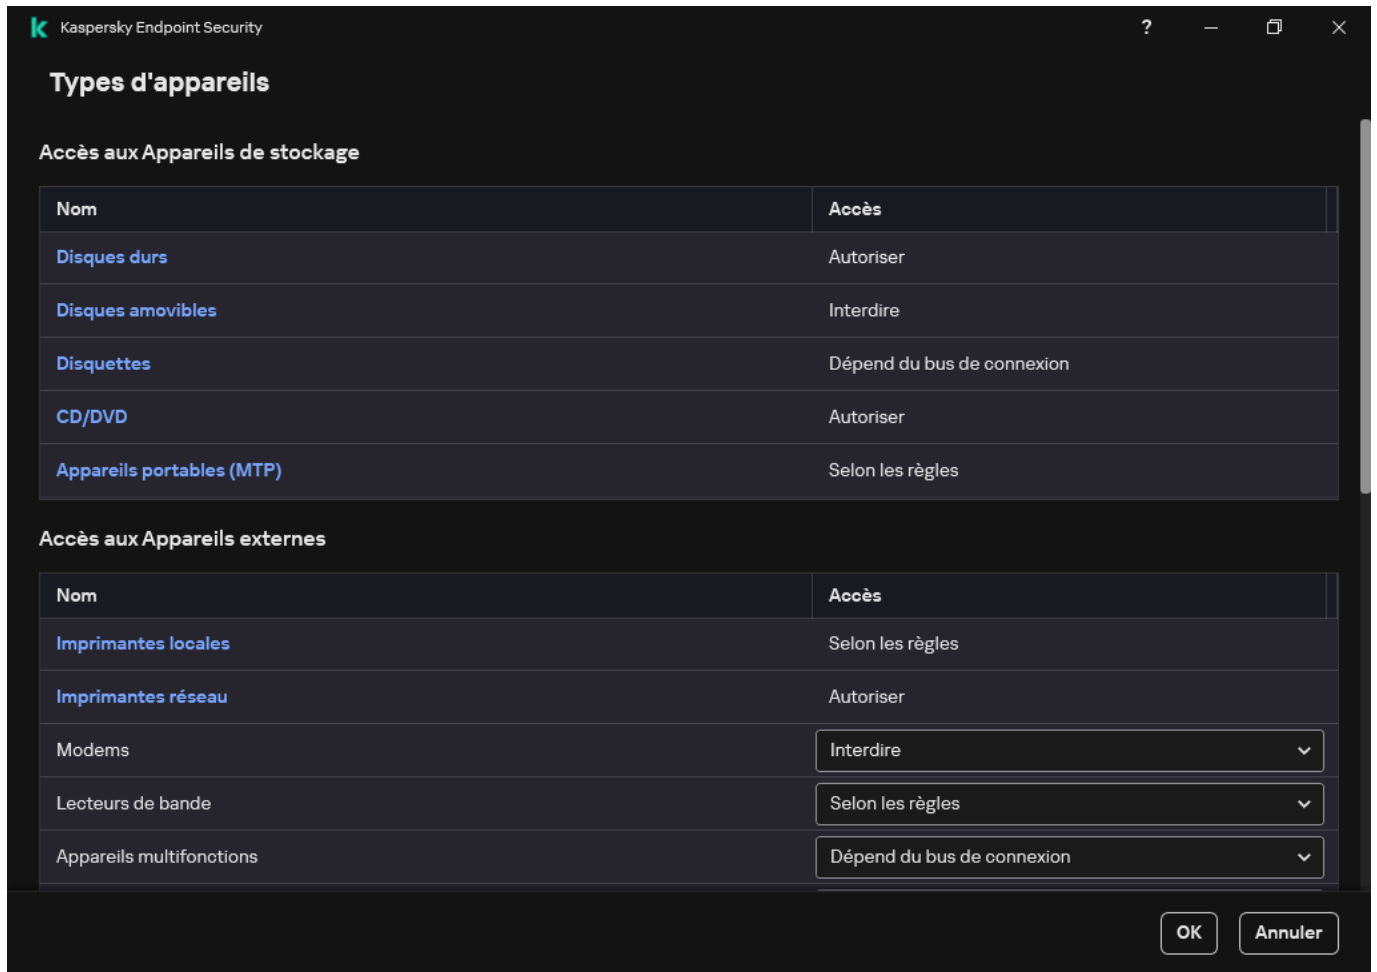 Kaspersky Endpoint Security ?
Types d'appareils
Accès aux Appareils de stockage
Nom Accès
Disques durs Autoriser
Disques amovibles Interdire
Disquettes Dépend du bus de connexion
CD/DVD Autoriser
Appareils portables (MTP) Selon les règles
Accès aux Appareils externes
Nom Accès
Imprimantes locales Selon les règles
Imprimantes réseau Autoriser
Modems Interdire
Lecteurs de bande Selon les règles
Appareils multifonctions Dépend du bus de connexion
OK Annuler